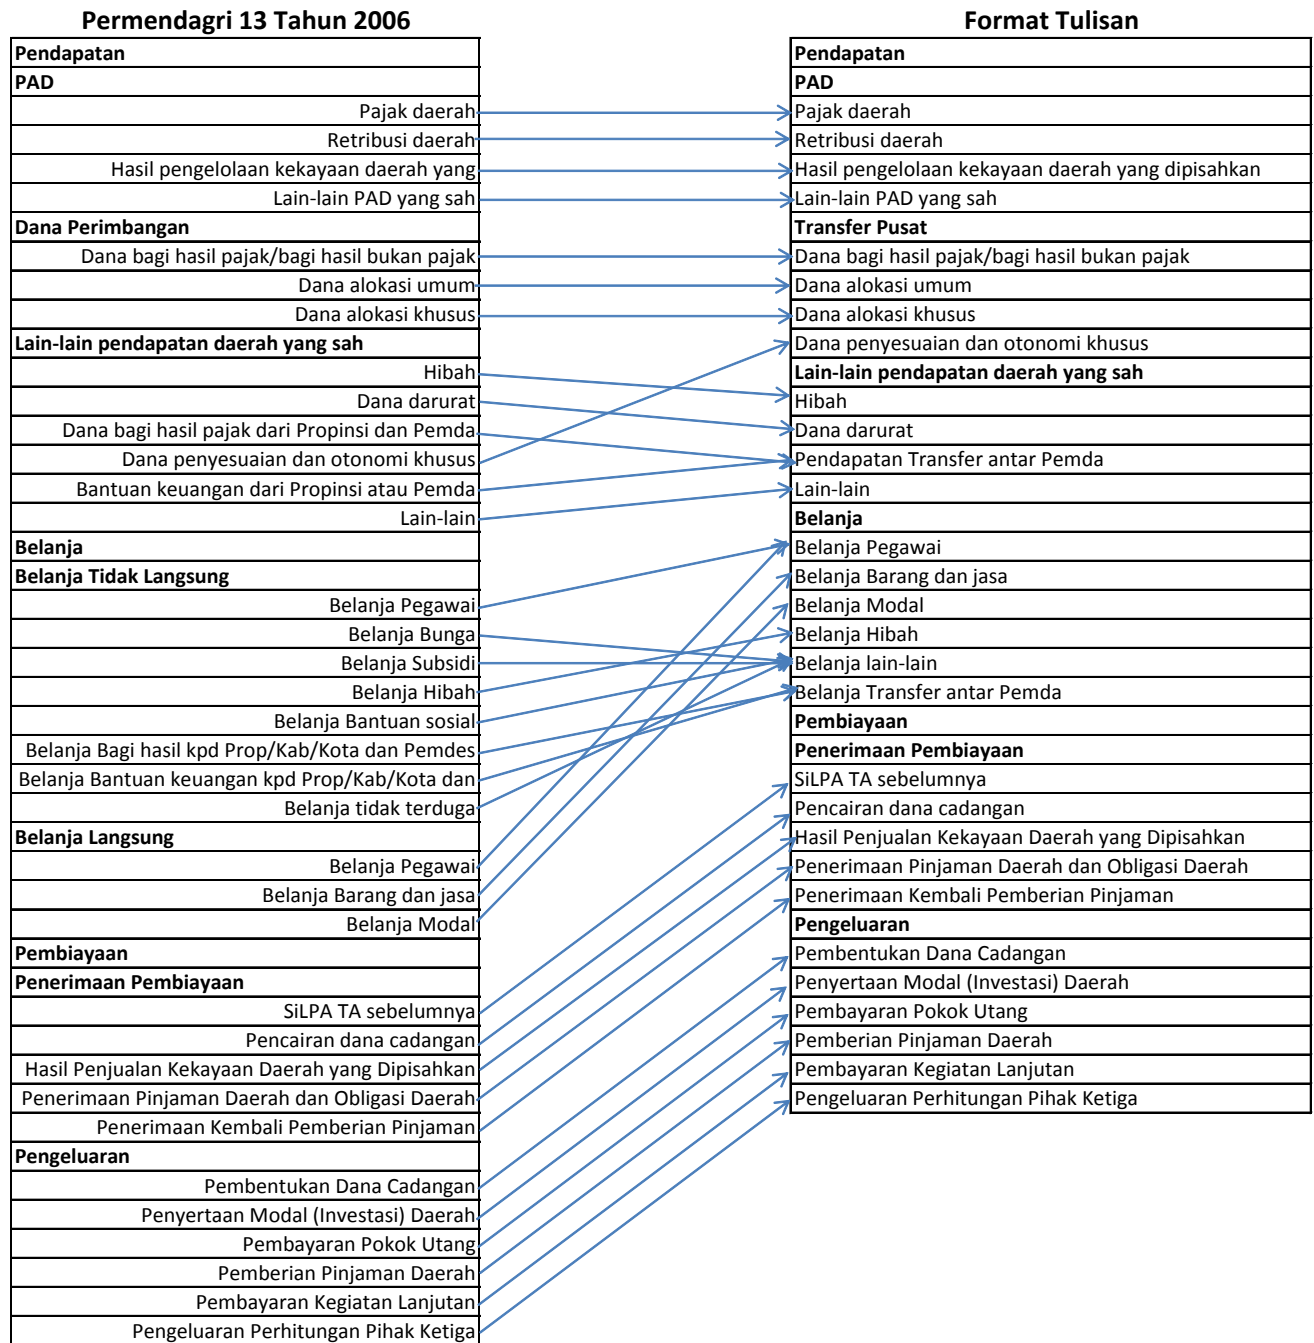 Permendagri 13 Tahun 2006
Pendapatan
PAD
Pajak daerah
Retribusi daerah
Hasil pengelolaan kekayaan daerah yang
Lain-lain PAD yang sah
Dana Perimbangan
Dana bagi hasil pajak/bagi hasil bukan pajak
Dana alokasi umum
Dana alokasi khusus
Lain-lain pendapatan daerah yang sah
Hibah
Dana darurat
Dana bagi hasil pajak dari Propinsi dan Pemda
Dana penyesuaian dan otonomi khusus
Bantuan keuangan dari Propinsi atau Pemda
Lain-lain
Belanja
Belanja Tidak Langsung
Belanja Pegawai
Belanja Bunga
Belanja Subsidi
Belanja Hibah
Belanja Bantuan sosial
Belanja Bagi hasil kpd Prop/Kab/Kota dan Pemdes
Belanja Bantuan keuangan kpd Prop/Kab/Kota dan
Belanja tidak terduga
Belanja Langsung
Belanja Pegawai
Belanja Barang dan jasa
Belanja Modal
Pembiayaan
Penerimaan Pembiayaan
SiLPA TA sebelumnya
Pencairan dana cadangan
Hasil Penjualan Kekayaan Daerah yang Dipisahkan
Penerimaan Pinjaman Daerah dan Obligasi Daerah
Penerimaan Kembali Pemberian Pinjaman
Pengeluaran
Pembentukan Dana Cadangan
Penyertaan Modal (Investasi) Daerah
Pembayaran Pokok Utang
Pemberian Pinjaman Daerah
Pembayaran Kegiatan Lanjutan
Pengeluaran Perhitungan Pihak Ketiga
Format Tulisan
Pendapatan
PAD
Pajak daerah
Retribusi daerah
Hasil pengelolaan kekayaan daerah yang dipisahkan
Lain-lain PAD yang sah
Transfer Pusat
Dana bagi hasil pajak/bagi hasil bukan pajak
Dana alokasi umum
Dana alokasi khusus
Dana penyesuaian dan otonomi khusus
Lain-lain pendapatan daerah yang sah
Hibah
Dana darurat
Pendapatan Transfer antar Pemda
Lain-lain
Belanja
Belanja Pegawai
Belanja Barang dan jasa
Belanja Modal
Belanja Hibah
Belanja lain-lain
Belanja Transfer antar Pemda
Pembiayaan
Penerimaan Pembiayaan
SiLPA TA sebelumnya
Pencairan dana cadangan
Hasil Penjualan Kekayaan Daerah yang Dipisahkan
Penerimaan Pinjaman Daerah dan Obligasi Daerah
Penerimaan Kembali Pemberian Pinjaman
Pengeluaran
Pembentukan Dana Cadangan
Penyertaan Modal (Investasi) Daerah
Pembayaran Pokok Utang
Pemberian Pinjaman Daerah
Pembayaran Kegiatan Lanjutan
Pengeluaran Perhitungan Pihak Ketiga